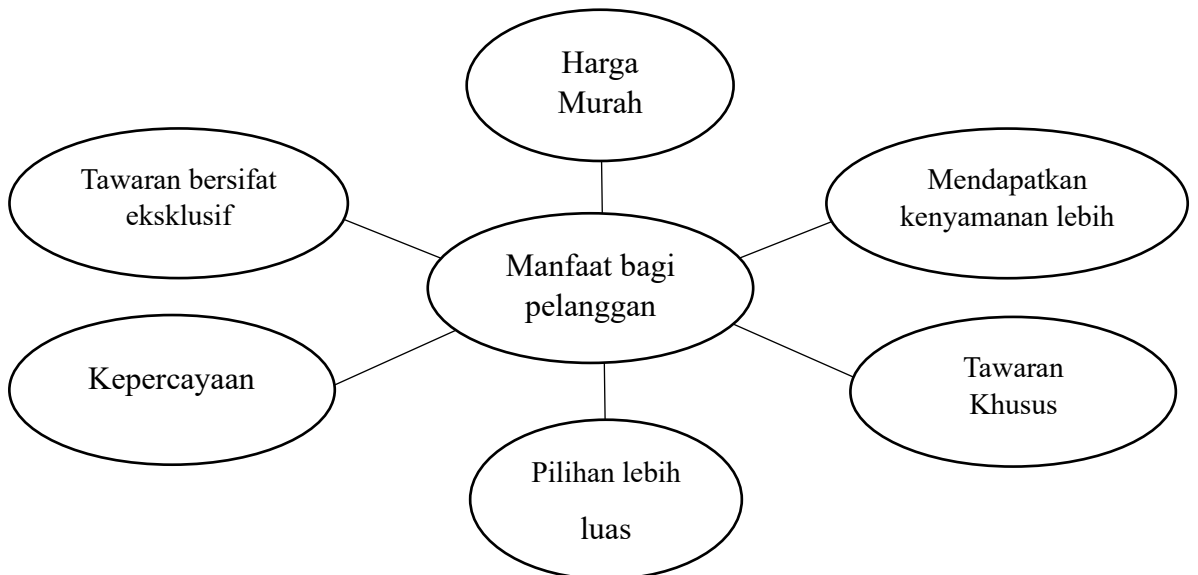 Harga
Murah
Tawaran bersifat
eksklusif
Mendapatkan
kenyamanan lebih
Manfaat bagi
pelanggan
Kepercayaan
Tawaran
Khusus
Pilihan lebih
luas